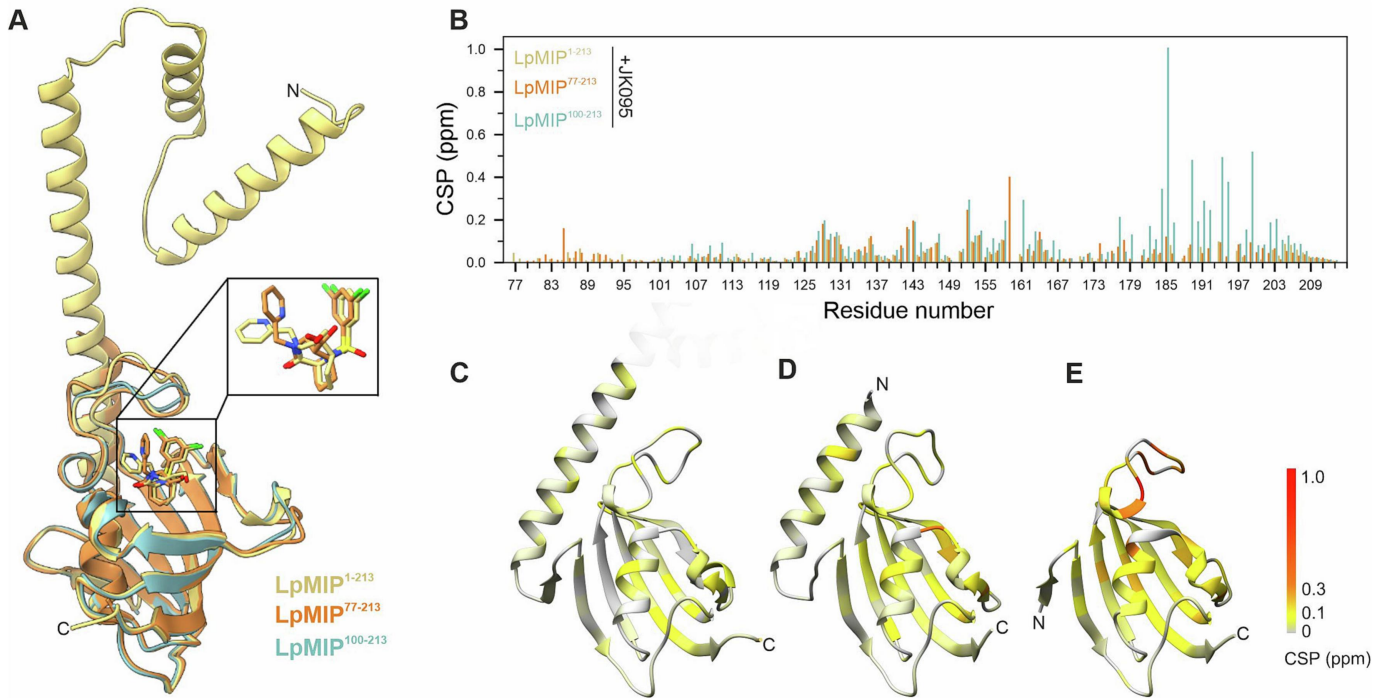 A
N
C
LpMIP1-213
LpMIP77-213
LpMIP100-213
B
CSP (ppm)
1.0
0.8
0.6
0.4
0.2
0.0
LpMIP1-213
LpMIP77-213
LpMIP100-213
+JK095
77 83 89 95 101 107 113 119 125 131 137 143 149 155 161 167 173 179 185 191 197 203 209
Residue number
C
C
D
N
C
E
N
C
1.0
0.3
0.1
0
CSP (ppm)